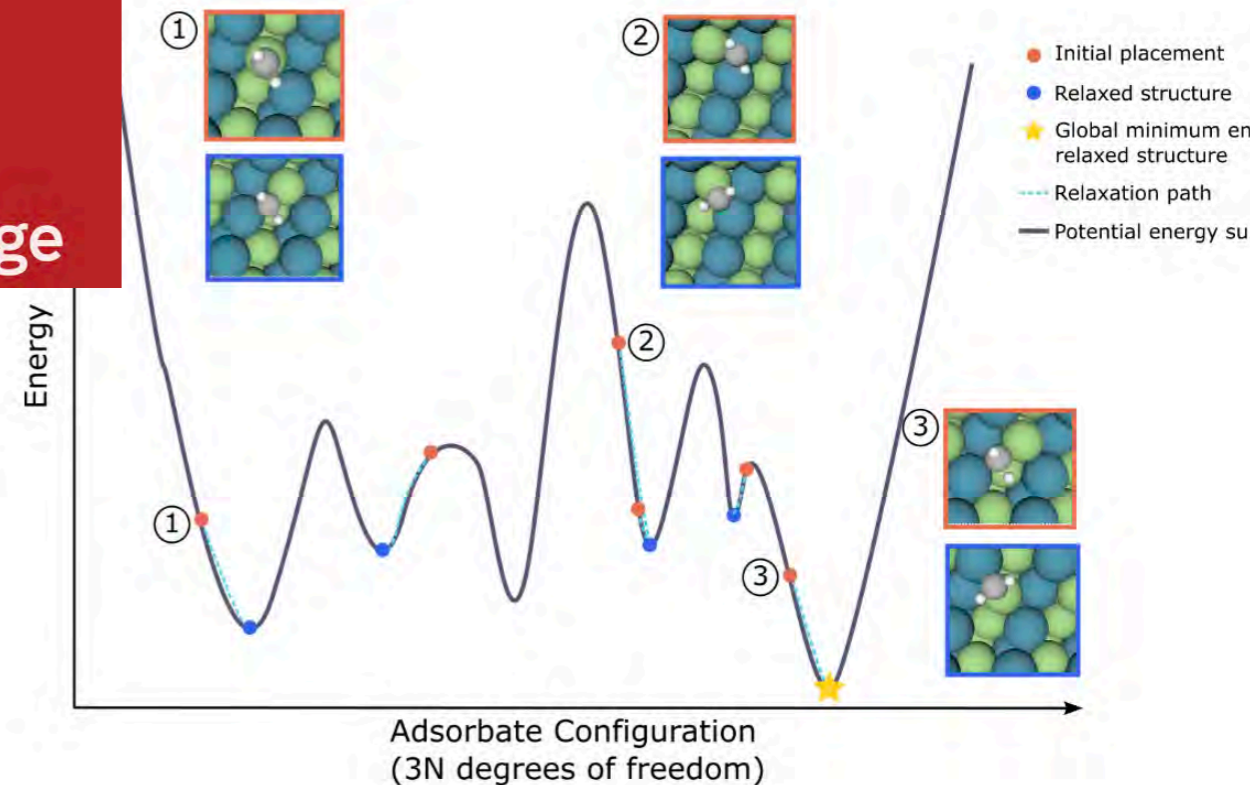 ge
1
2
Initial placement
Relaxed structure
Global minimum en
relaxed structure
Relaxation path
Potential energy su
Energy
1
2
3
3
Adsorbate Configuration
(3N degrees of freedom)